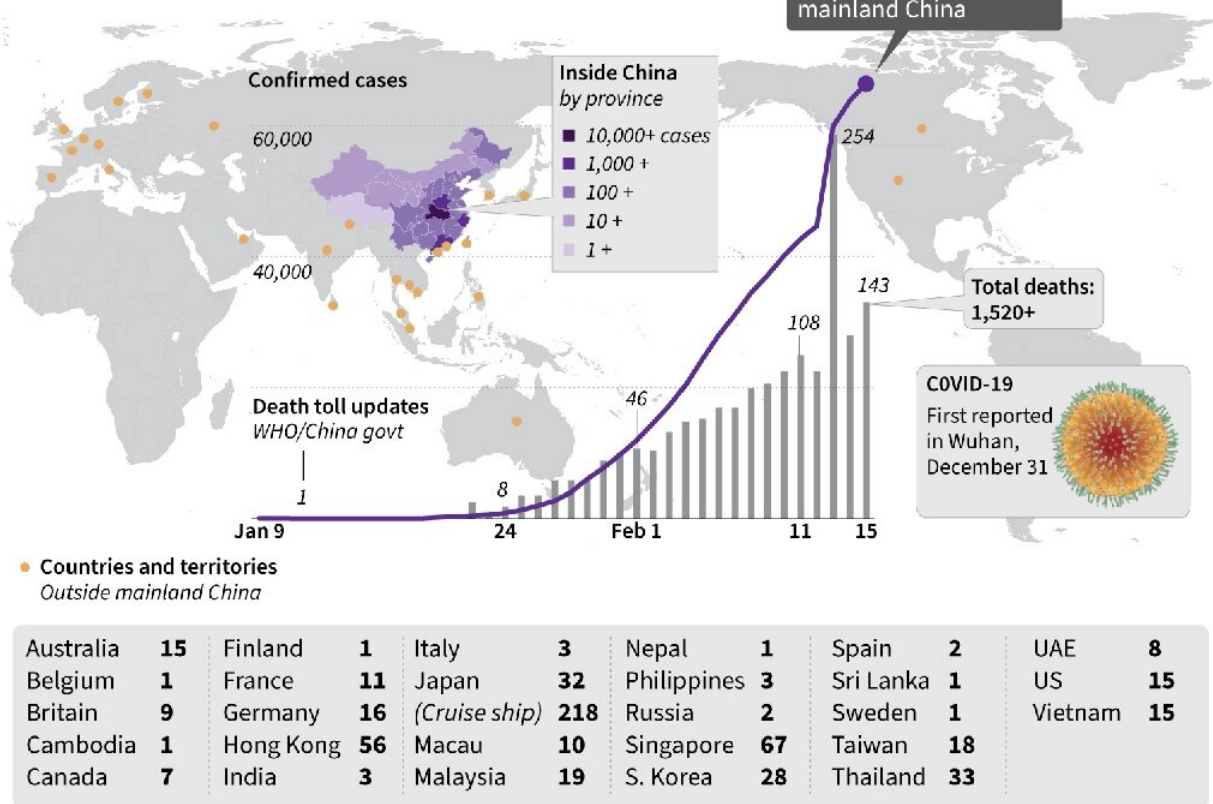 mainland China
Confirmed cases
Inside China
by province
10,000+ cases
1,000 +
100 +
10 +
1 +
60,000
40,000
254
143
108
46
8
1
Total deaths:
1,520+
C0VID-19
First reported
in Wuhan,
December 31
Death toll updates
WHO/China govt
Jan 9
24
Feb 1
11
15
Countries and territories
Outside mainland China
Australia 15
Belgium 1
Britain 9
Cambodia 1
Canada 7
Finland 1
France 11
Germany 16
Hong Kong 56
India 3
Italy 3
Japan 32
(Cruise ship) 218
Macau 10
Malaysia 19
Nepal 1
Philippines 3
Russia 2
Singapore 67
S. Korea 28
Spain 2
Sri Lanka 1
Sweden 1
Taiwan 18
Thailand 33
UAE 8
US 15
Vietnam 15